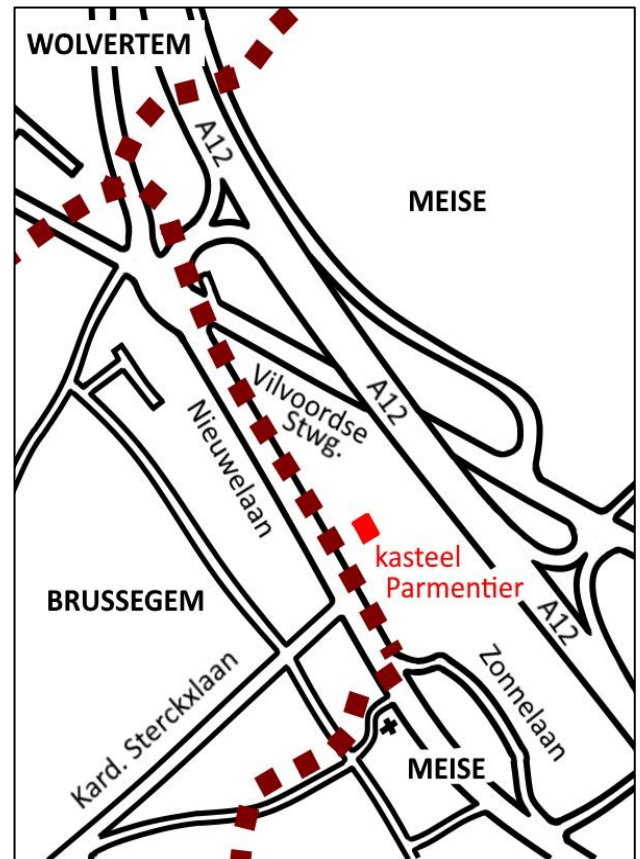 WOLVERTEM
A12
MEISE
Vilvoordse
Stwg.
A12
Nieuwelaan
kasteel
Parmentier
BRUSSEGEM
A12
Zonnelaan
Kard. Sterckxlaan
MEISE